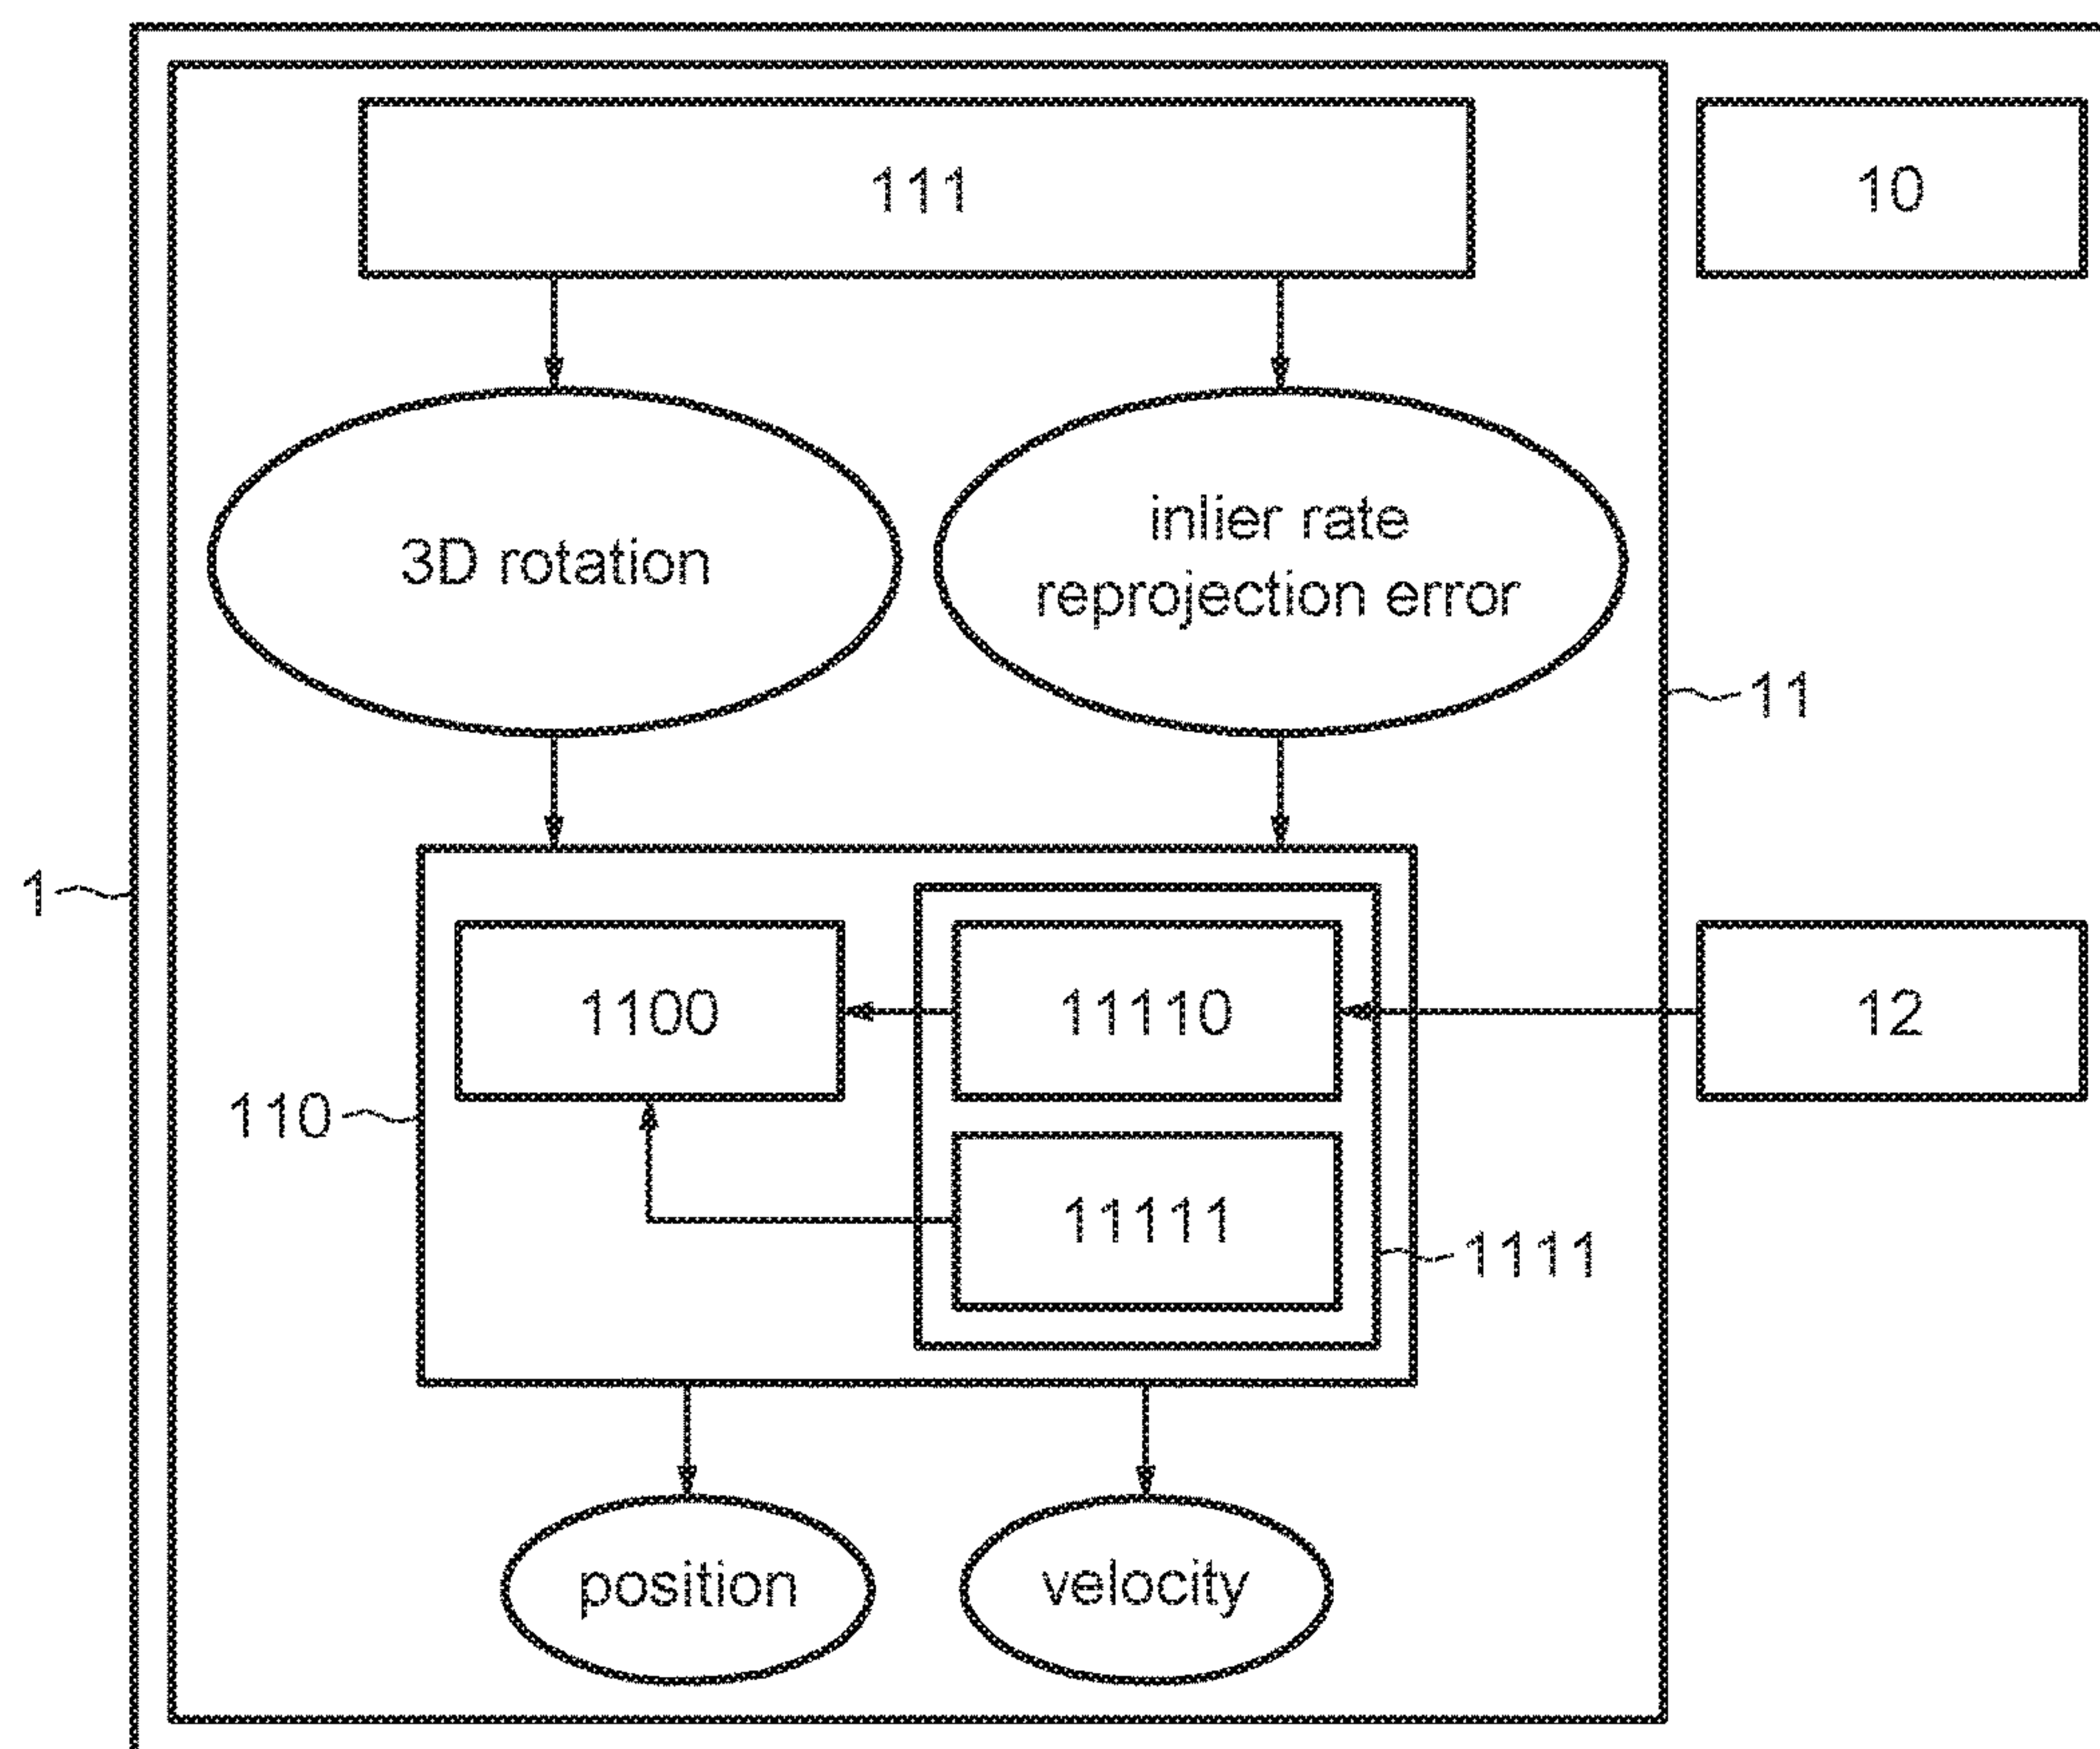 111
10
3D rotation
inlier rate
reprojection error
11
1
1100
11110
12
110
11111
1111
position
velocity